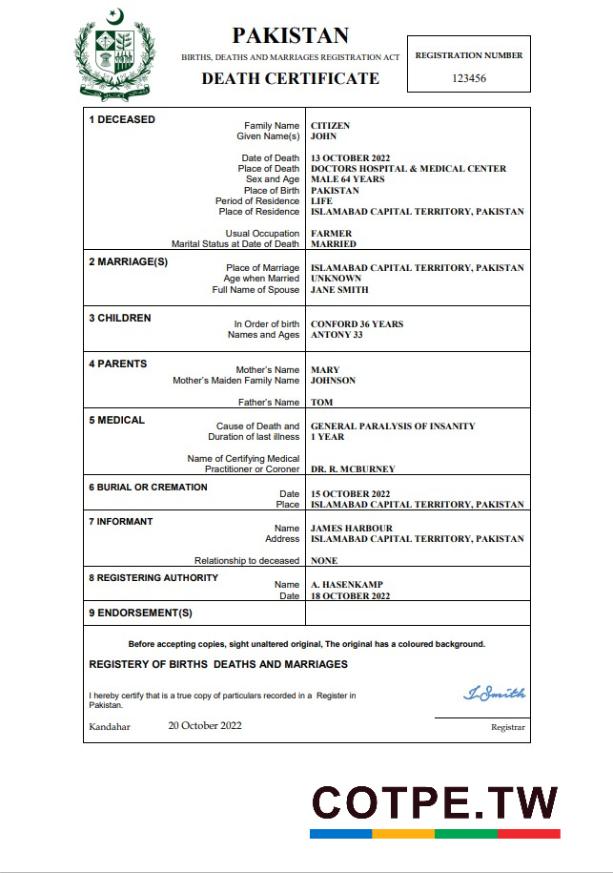 PAKISTAN
BIRTHS, DEATHS AND MARRIAGES REGISTRATION ACT
DEATH CERTIFICATE
REGISTRATION NUMBER
123456
1 DECEASED
Family Name CITIZEN
Given Name(s) JOHN
Date of Death 13 OCTOBER 2022
Place of Death DOCTORS HOSPITAL & MEDICAL CENTER
Sex and Age MALE 64 YEARS
Place of Birth PAKISTAN
Period of Residence LIFE
Place of Residence ISLAMABAD CAPITAL TERRITORY, PAKISTAN
Usual Occupation FARMER
Marital Status at Date of Death MARRIED
2 MARRIAGE(S)
Place of Marriage ISLAMABAD CAPITAL TERRITORY, PAKISTAN
Age when Married UNKNOWN
Full Name of Spouse JANE SMITH
3 CHILDREN
In Order of birth CONFORD 36 YEARS
Names and Ages ANTONY 33
4 PARENTS
Mother's Name MARY
Mother's Maiden Family Name JOHNSON
Father's Name TOM
5 MEDICAL
Cause of Death and GENERAL PARALYSIS OF INSANITY
Duration of last illness 1 YEAR
Name of Certifying Medical
Practitioner or Coroner DR. R. MCBURNEY
6 BURIAL OR CREMATION
Date 15 OCTOBER 2022
Place ISLAMABAD CAPITAL TERRITORY, PAKISTAN
7 INFORMANT
Name JAMES HARBOUR
Address ISLAMABAD CAPITAL TERRITORY, PAKISTAN
Relationship to deceased NONE
8 REGISTERING AUTHORITY
Name A. HASENKAMP
Date 18 OCTOBER 2022
9 ENDORSEMENT(S)
Before accepting copies, sight unaltered original, The original has a coloured background.
REGISTERY OF BIRTHS DEATHS AND MARRIAGES
I hereby certify that is a true copy of particulars recorded in a Register in
Pakistan.
I.Smith
Kandahar 20 October 2022 Registrar
COTPE.TW